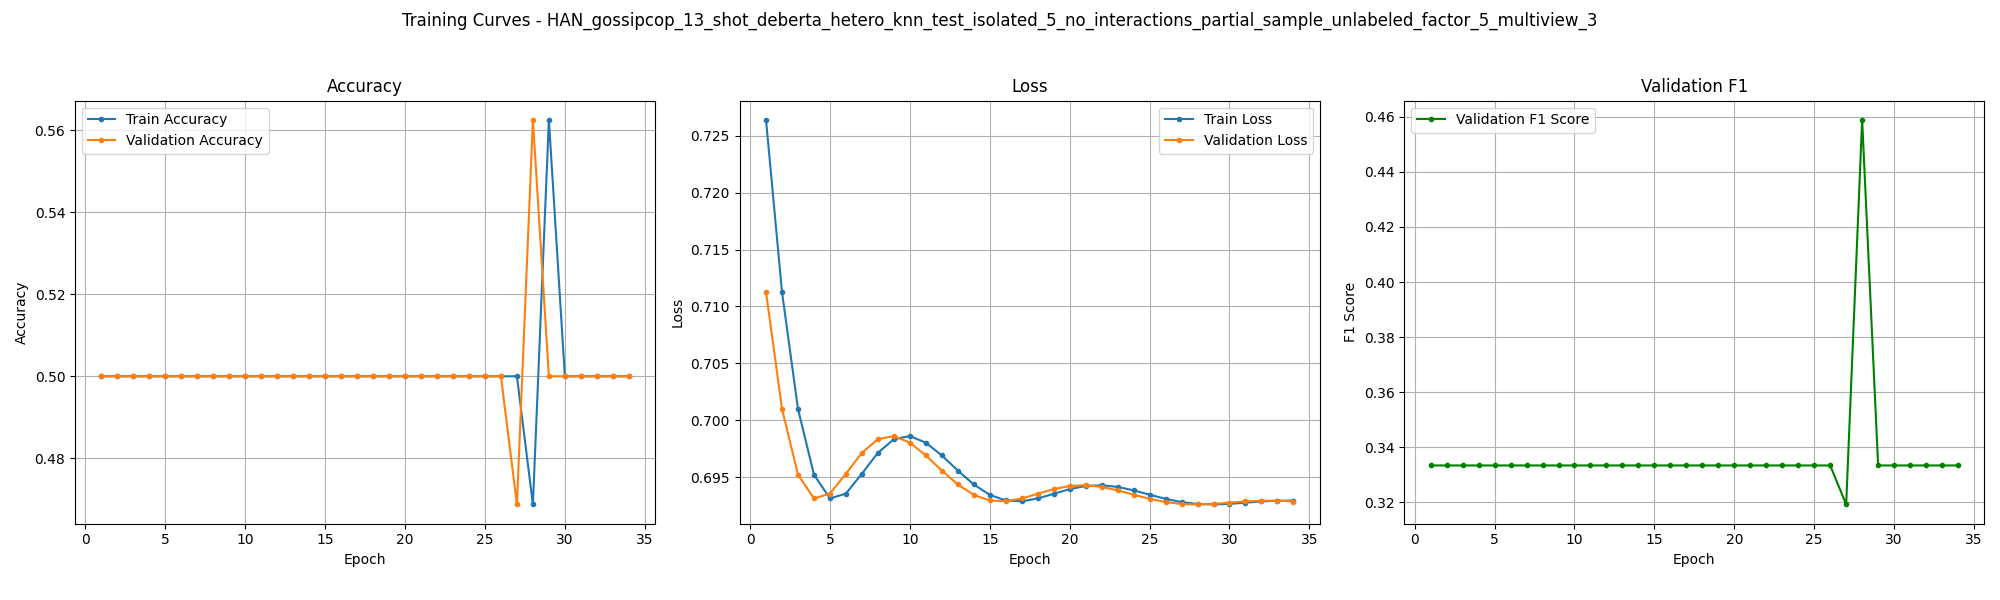 Training Curves - HAN_gossipcop_13_shot_deberta_hetero_knn_test_isolated_5_no_interactions_partial_sample_unlabeled_factor_5_multiview_3
Accuracy
Train Accuracy
Validation Accuracy
0.56
0.54
0.52
0.50
0.48
Accuracy
0 5 10 15 20 25 30 35
Epoch
Loss
Train Loss
Validation Loss
0.725
0.720
0.715
0.710
0.705
0.700
0.695
Loss
0 5 10 15 20 25 30 35
Epoch
Validation F1
Validation F1 Score
0.46
0.44
0.42
0.40
0.38
0.36
0.34
0.32
F1 Score
0 5 10 15 20 25 30 35
Epoch